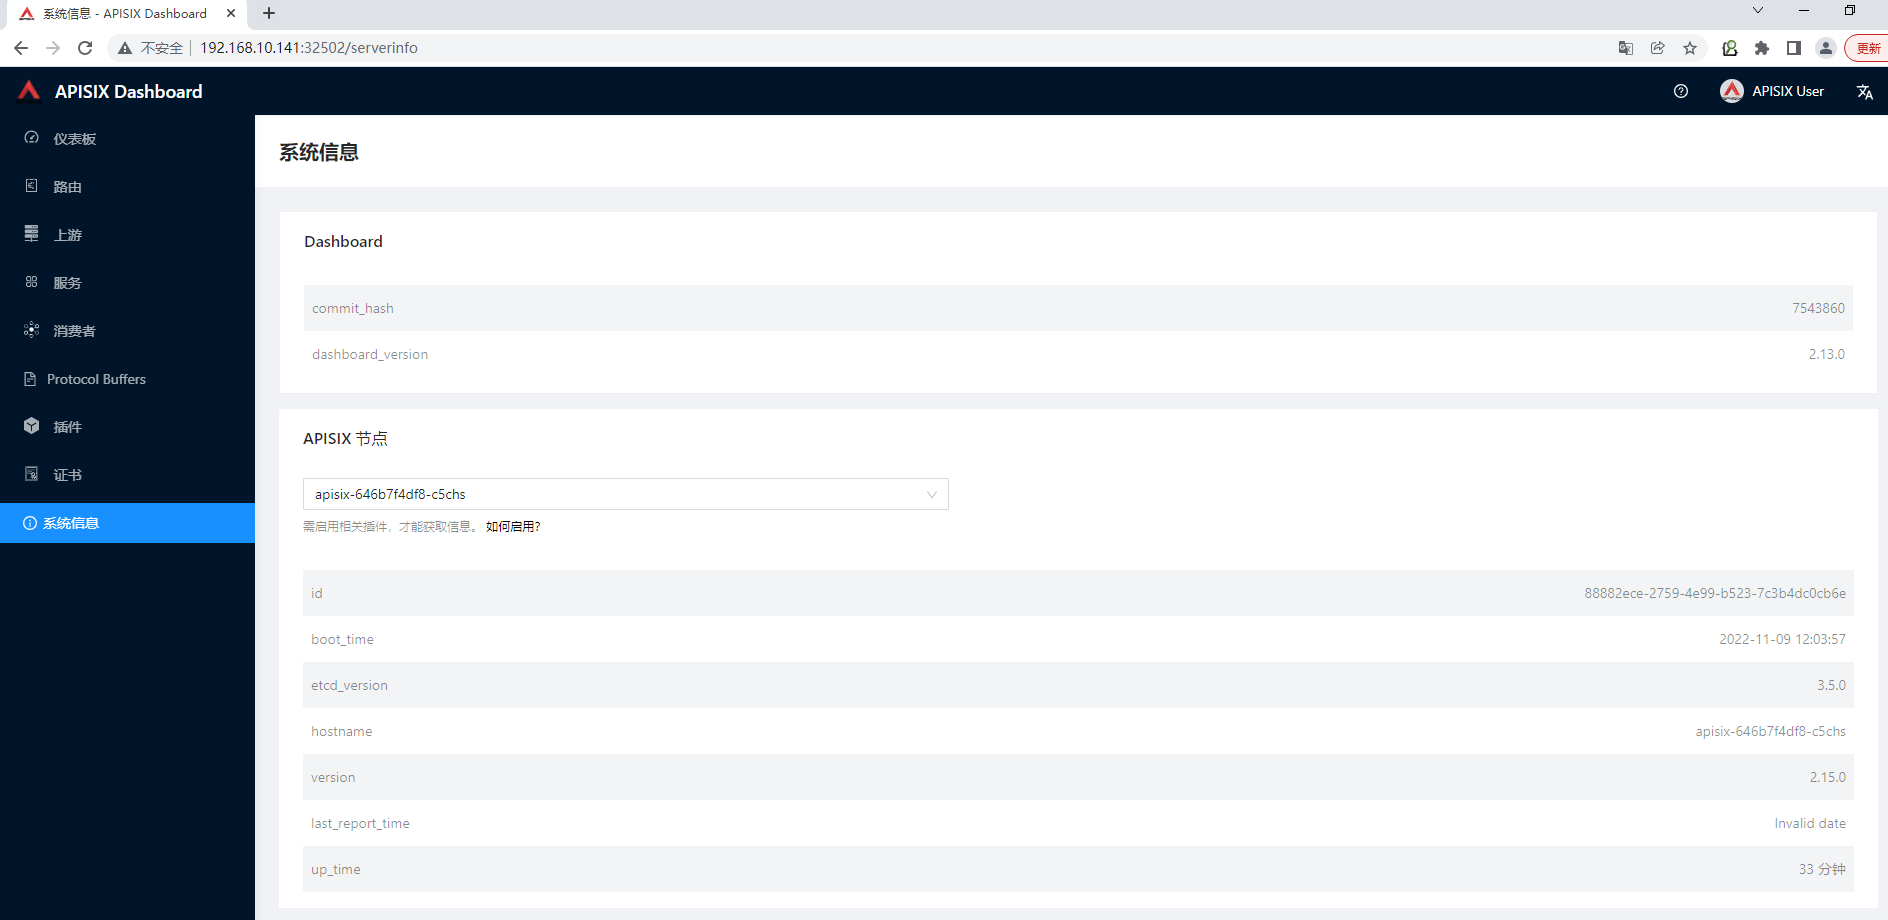 系统信息 - APISIX Dashboard
不安全 192.168.10.141:32502/serverinfo
更新
APISIX Dashboard
APISIX User
仪表板
路由
上游
服务
消费者
Protocol Buffers
插件
证书
系统信息
系统信息
Dashboard
commit_hash 7543860
dashboard_version 2.13.0
APISIX 节点
apisix-646b7f4df8-c5chs
需启用相关插件，才能获取信息。 如何启用？
id 88882ece-2759-4e99-b523-7c3b4dc0cb6e
boot_time 2022-11-09 12:03:57
etcd_version 3.5.0
hostname apisix-646b7f4df8-c5chs
version 2.15.0
last_report_time Invalid date
up_time 33 分钟